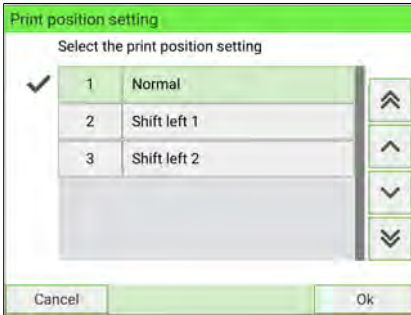 Print position setting
Select the print position setting
1 Normal
2 Shift left 1
3 Shift left 2
Cancel Ok